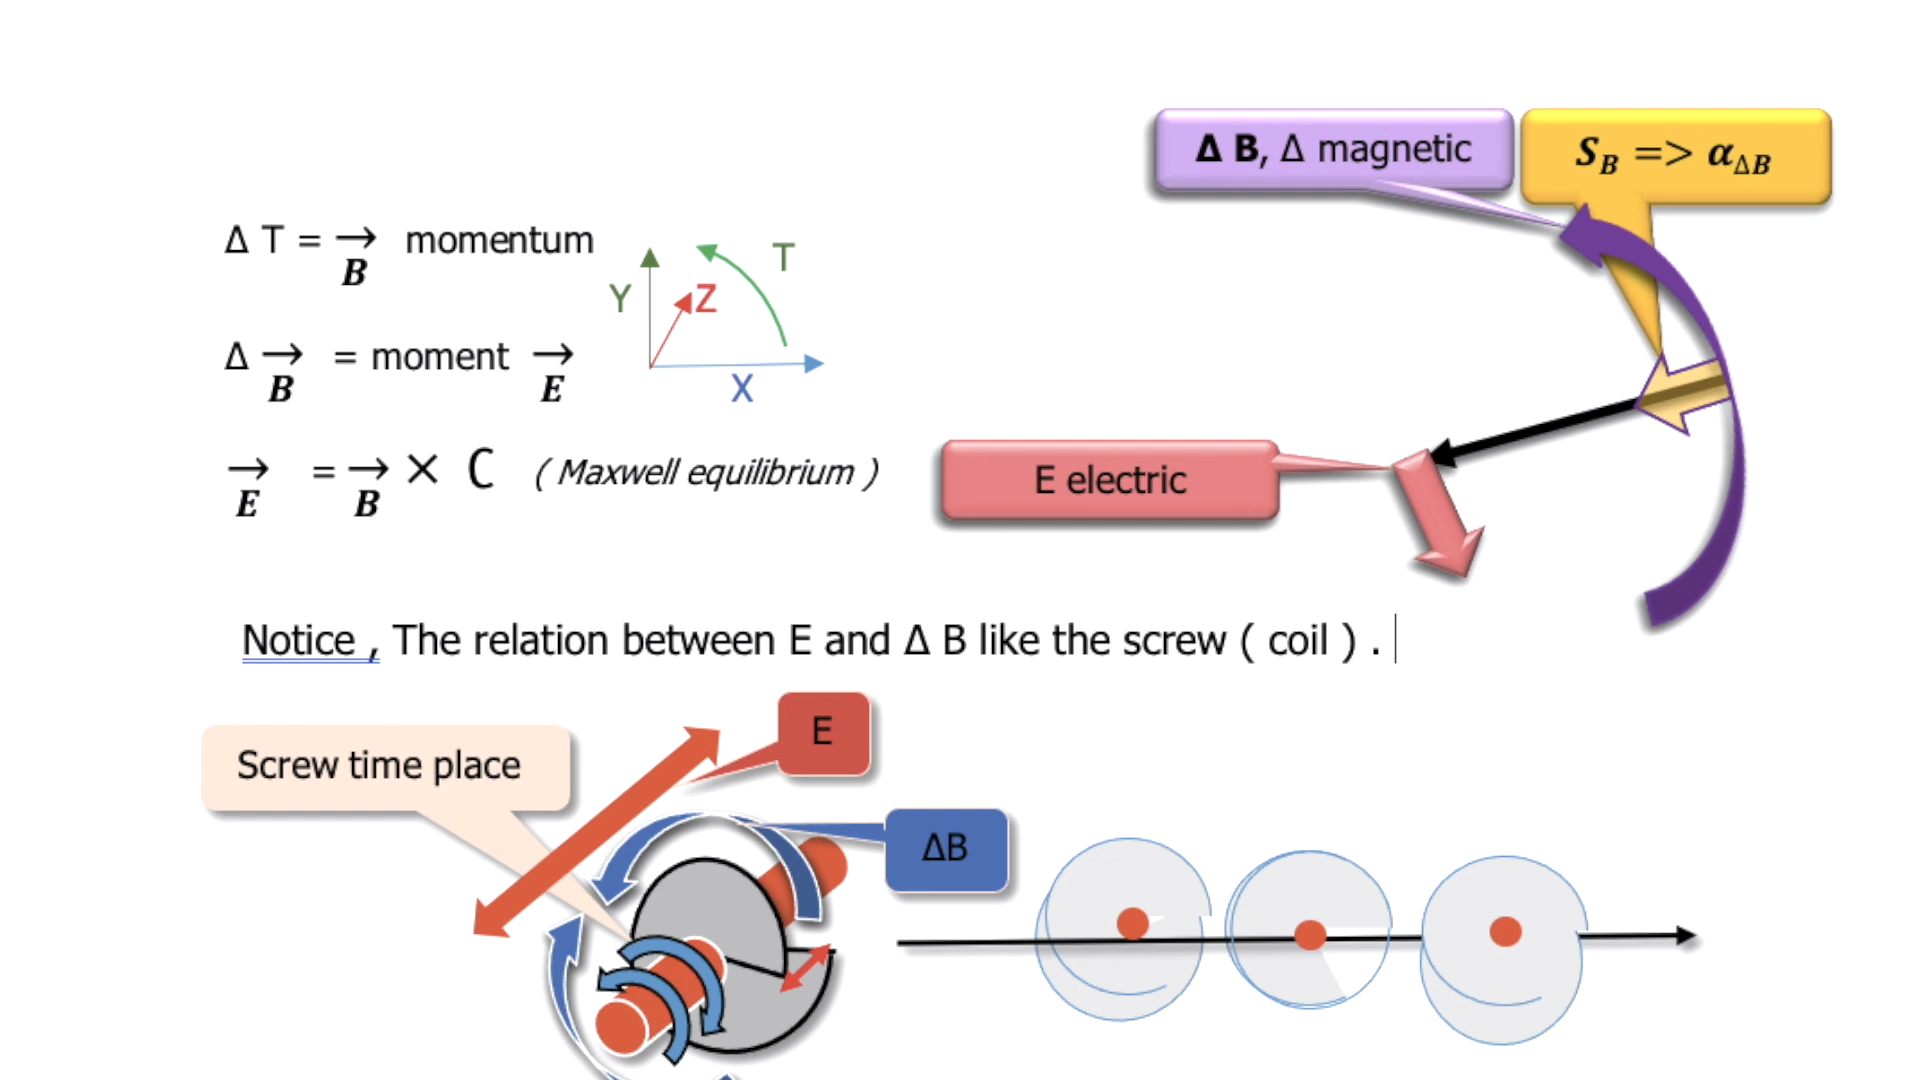 Δ B, Δ magnetic
S_B => α_ΔB
Δ T = → B momentum
Y
Z
T
X
Δ → B = moment → E
→ E = → B × C ( Maxwell equilibrium )
E electric
Notice , The relation between E and Δ B like the screw ( coil ) .
E
Screw time place
ΔB